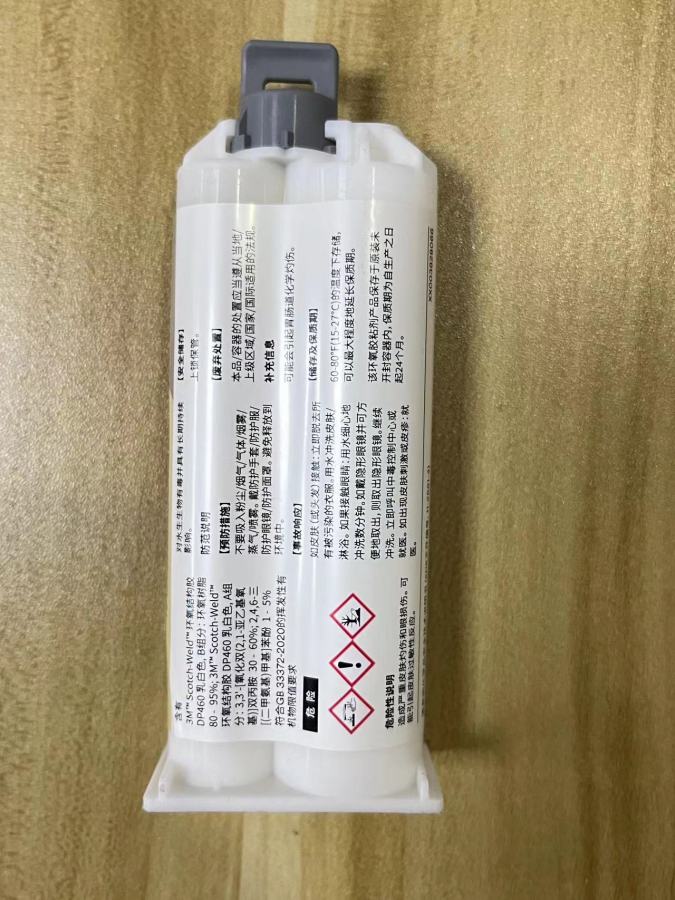 含有
3M™ Scotch-Weld™ 环氧结构胶
DP460 乳白色, B组分: 环氧树脂
80 - 95%; 3M™ Scotch-Weld™
环氧结构胶 DP460 乳白色, A组
分: 3,3'-[氧化双(2,1-亚乙基氧
基)]双丙胺 30 - 60%; 2,4,6-三
[(二甲氨基)甲基]苯酚 1 - 5%
符合GB 33372-2020的挥发性有
机物限值要求
危险
危险性说明
造成严重皮肤灼伤和眼损伤。可
能引起皮肤过敏性反应。
对水生生物有毒并具有长期持续
影响。
防范说明
【预防措施】
不要吸入粉尘/烟气/气体/烟雾/
蒸气/喷雾。戴防护手套/防护服/
防护眼镜/防护面罩。避免释放到
环境中。
【事故响应】
如皮肤(或头发)接触:立即脱去所
有被污染的衣服。用水冲洗皮肤/
淋浴。如果接触眼睛:用水细心地
冲洗数分钟。如戴隐形眼镜并可方
便地取出,则取出隐形眼镜。继续
冲洗。立即呼叫中毒控制中心或
就医。如出现皮肤刺激或皮疹:就
医。
【安全储存】
上锁保管。
【废弃处置】
本品/容器的处置应当遵从当地/
上级区域/国家/国际适用的法规。
补充信息
可能会引起胃肠道化学灼伤。
【储存及保质期】
60-80°F(15-27°C)的温度下存储,
可以最大程度地延长保质期。
该环氧胶粘剂产品保存于原装未
开封容器内, 保质期为自生产之日
起24个月。